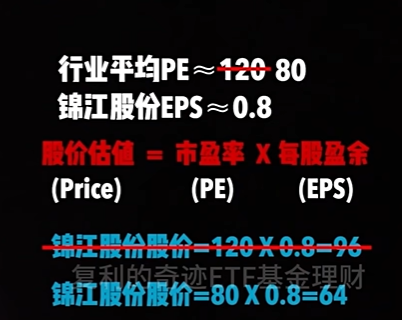 行业平均PE≈120 80
锦江股份EPS≈0.8
股价估值 = 市盈率 X 每股盈余
(Price) (PE) (EPS)
锦江股份股价=120 X 0.8=96
复利的奇迹ETF基金理财
锦江股份股价=80 X 0.8=64